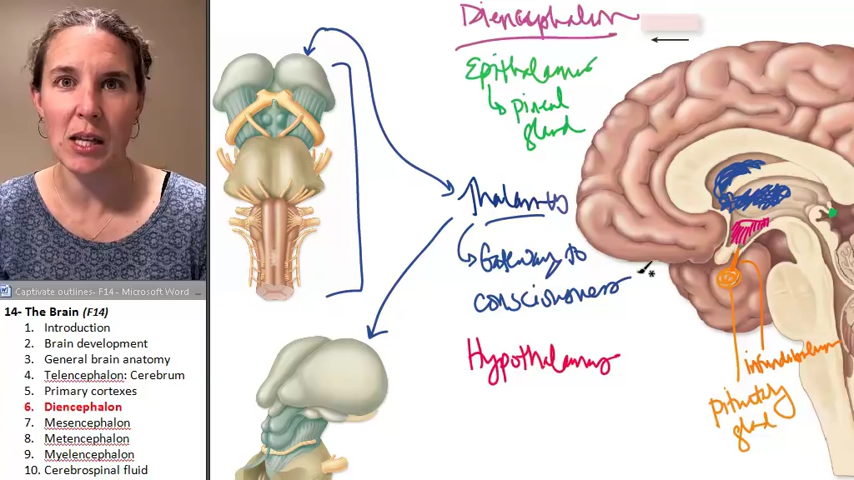 Diencephalon
Epithalamus
pineal
gland
Thalamus
Gateway to
consciousness
Hypothalamus
infundibulum
pituitary
gland
Captivate outlines- F14 - Microsoft Word
14- The Brain (F14)
1. Introduction
2. Brain development
3. General brain anatomy
4. Telencephalon: Cerebrum
5. Primary cortexes
6. Diencephalon
7. Mesencephalon
8. Metencephalon
9. Myelencephalon
10. Cerebrospinal fluid